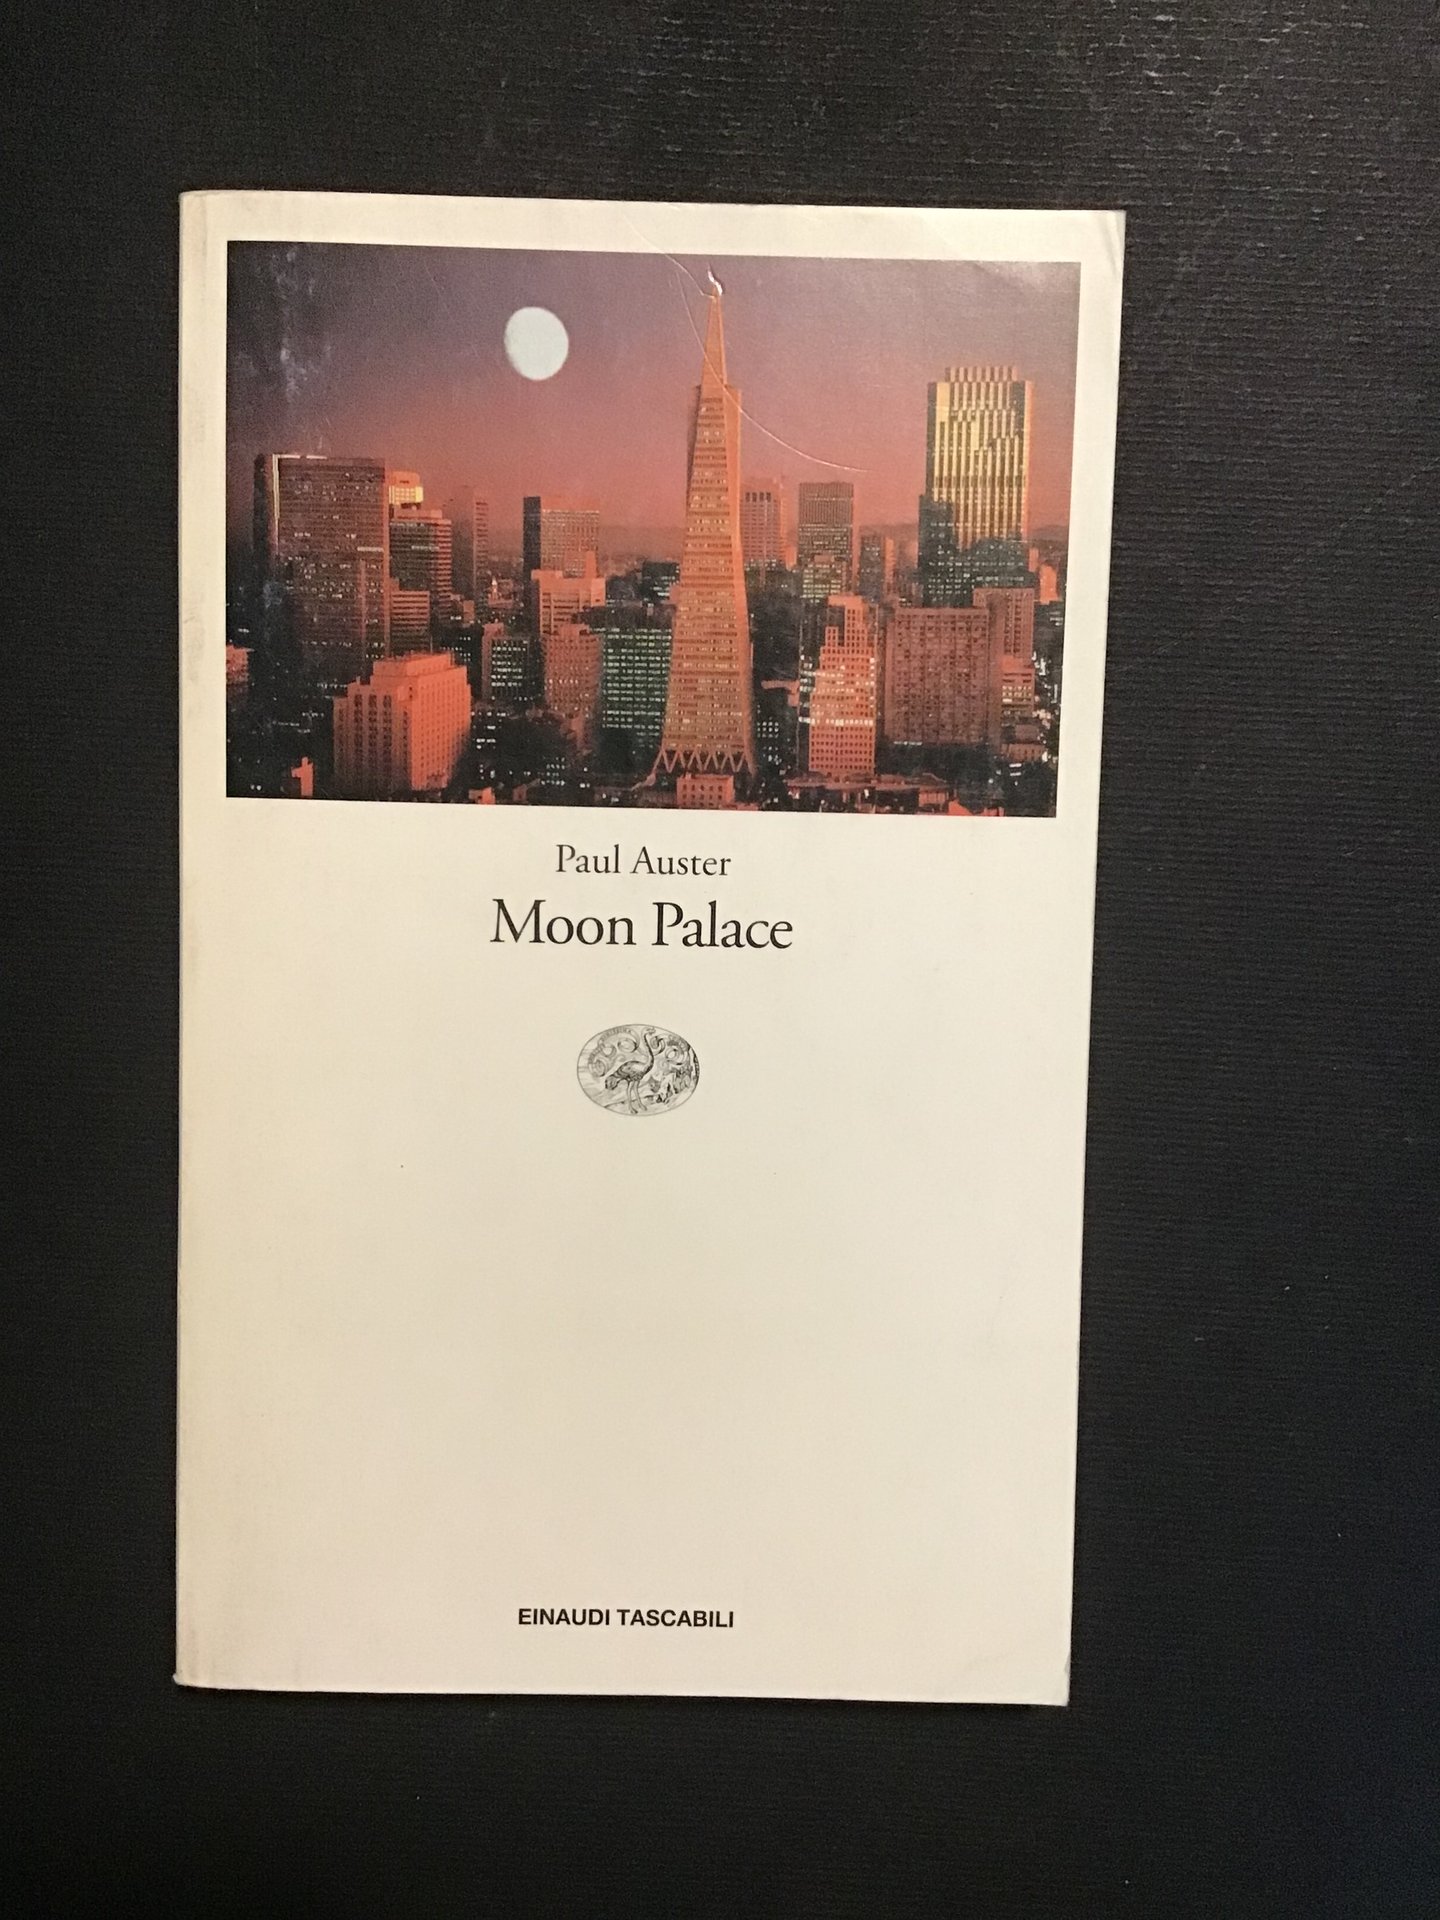 Paul Auster
Moon Palace
EINAUDI TASCABILI